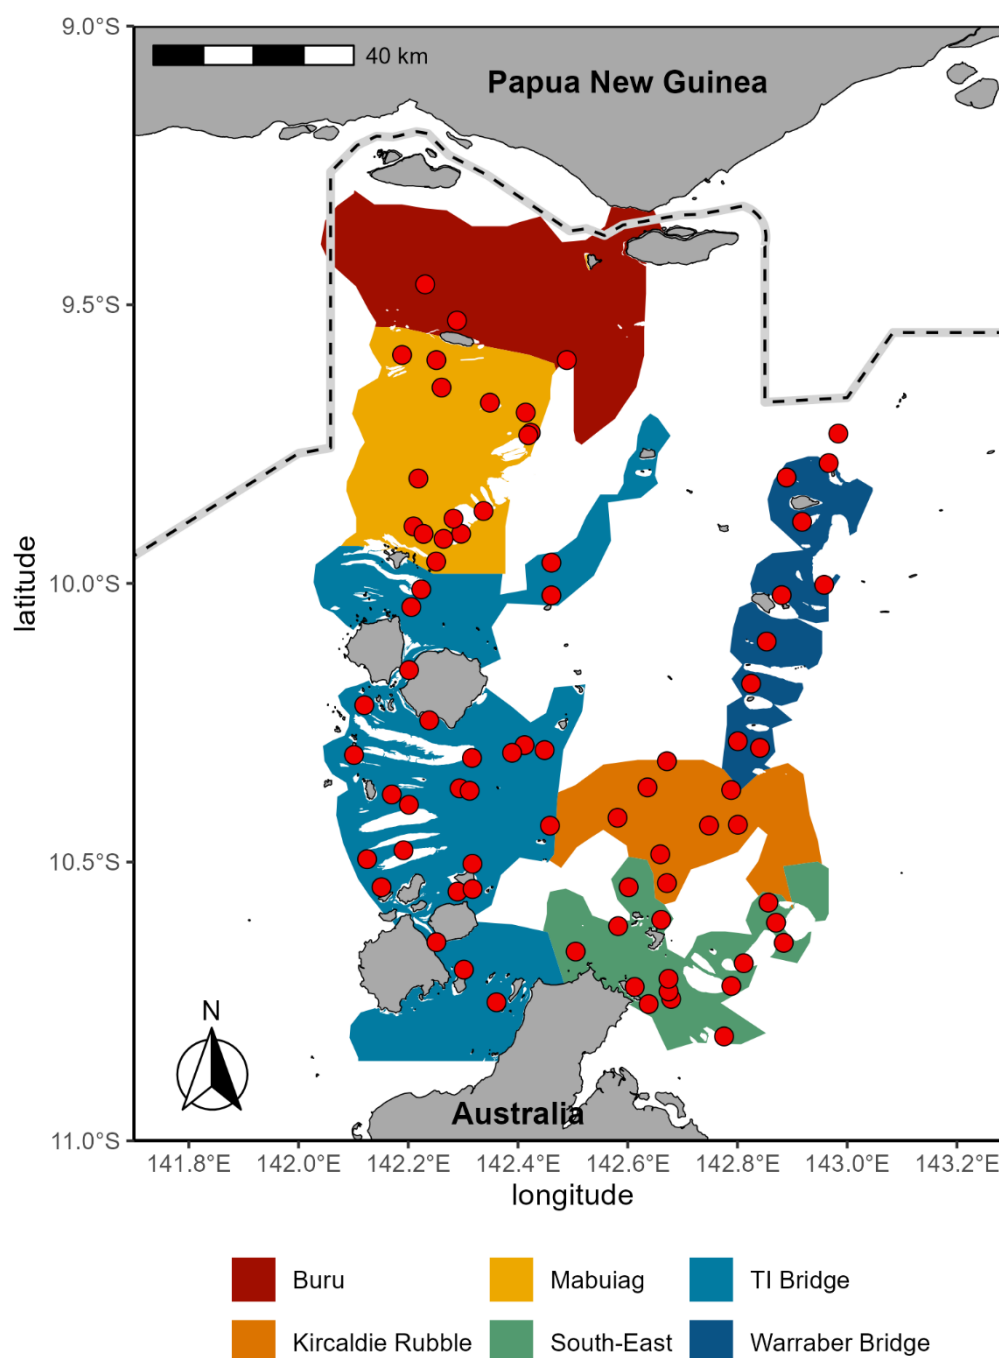 9.0°S
40 km
Papua New Guinea
9.5°S
10.0°S
latitude
10.5°S
N
Australia
11.0°S
141.8°E 142.0°E 142.2°E 142.4°E 142.6°E 142.8°E 143.0°E 143.2°E
longitude
Buru Mabuiag TI Bridge
Kircaldie Rubble South-East Warraber Bridge